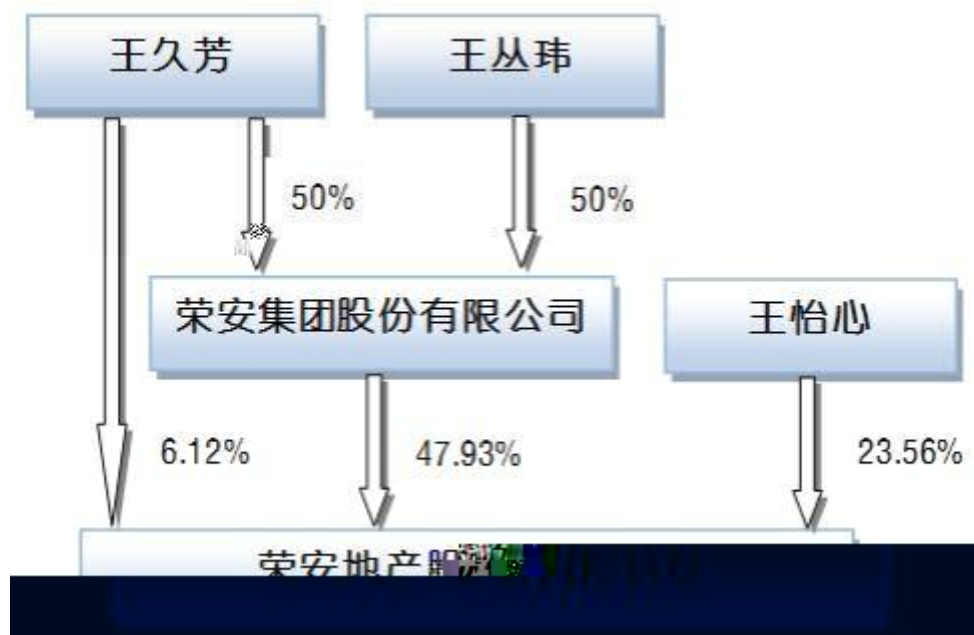 王久芳
王丛玮
50%
50%
荣安集团股份有限公司
王怡心
6.12%
47.93%
23.56%
荣安地产